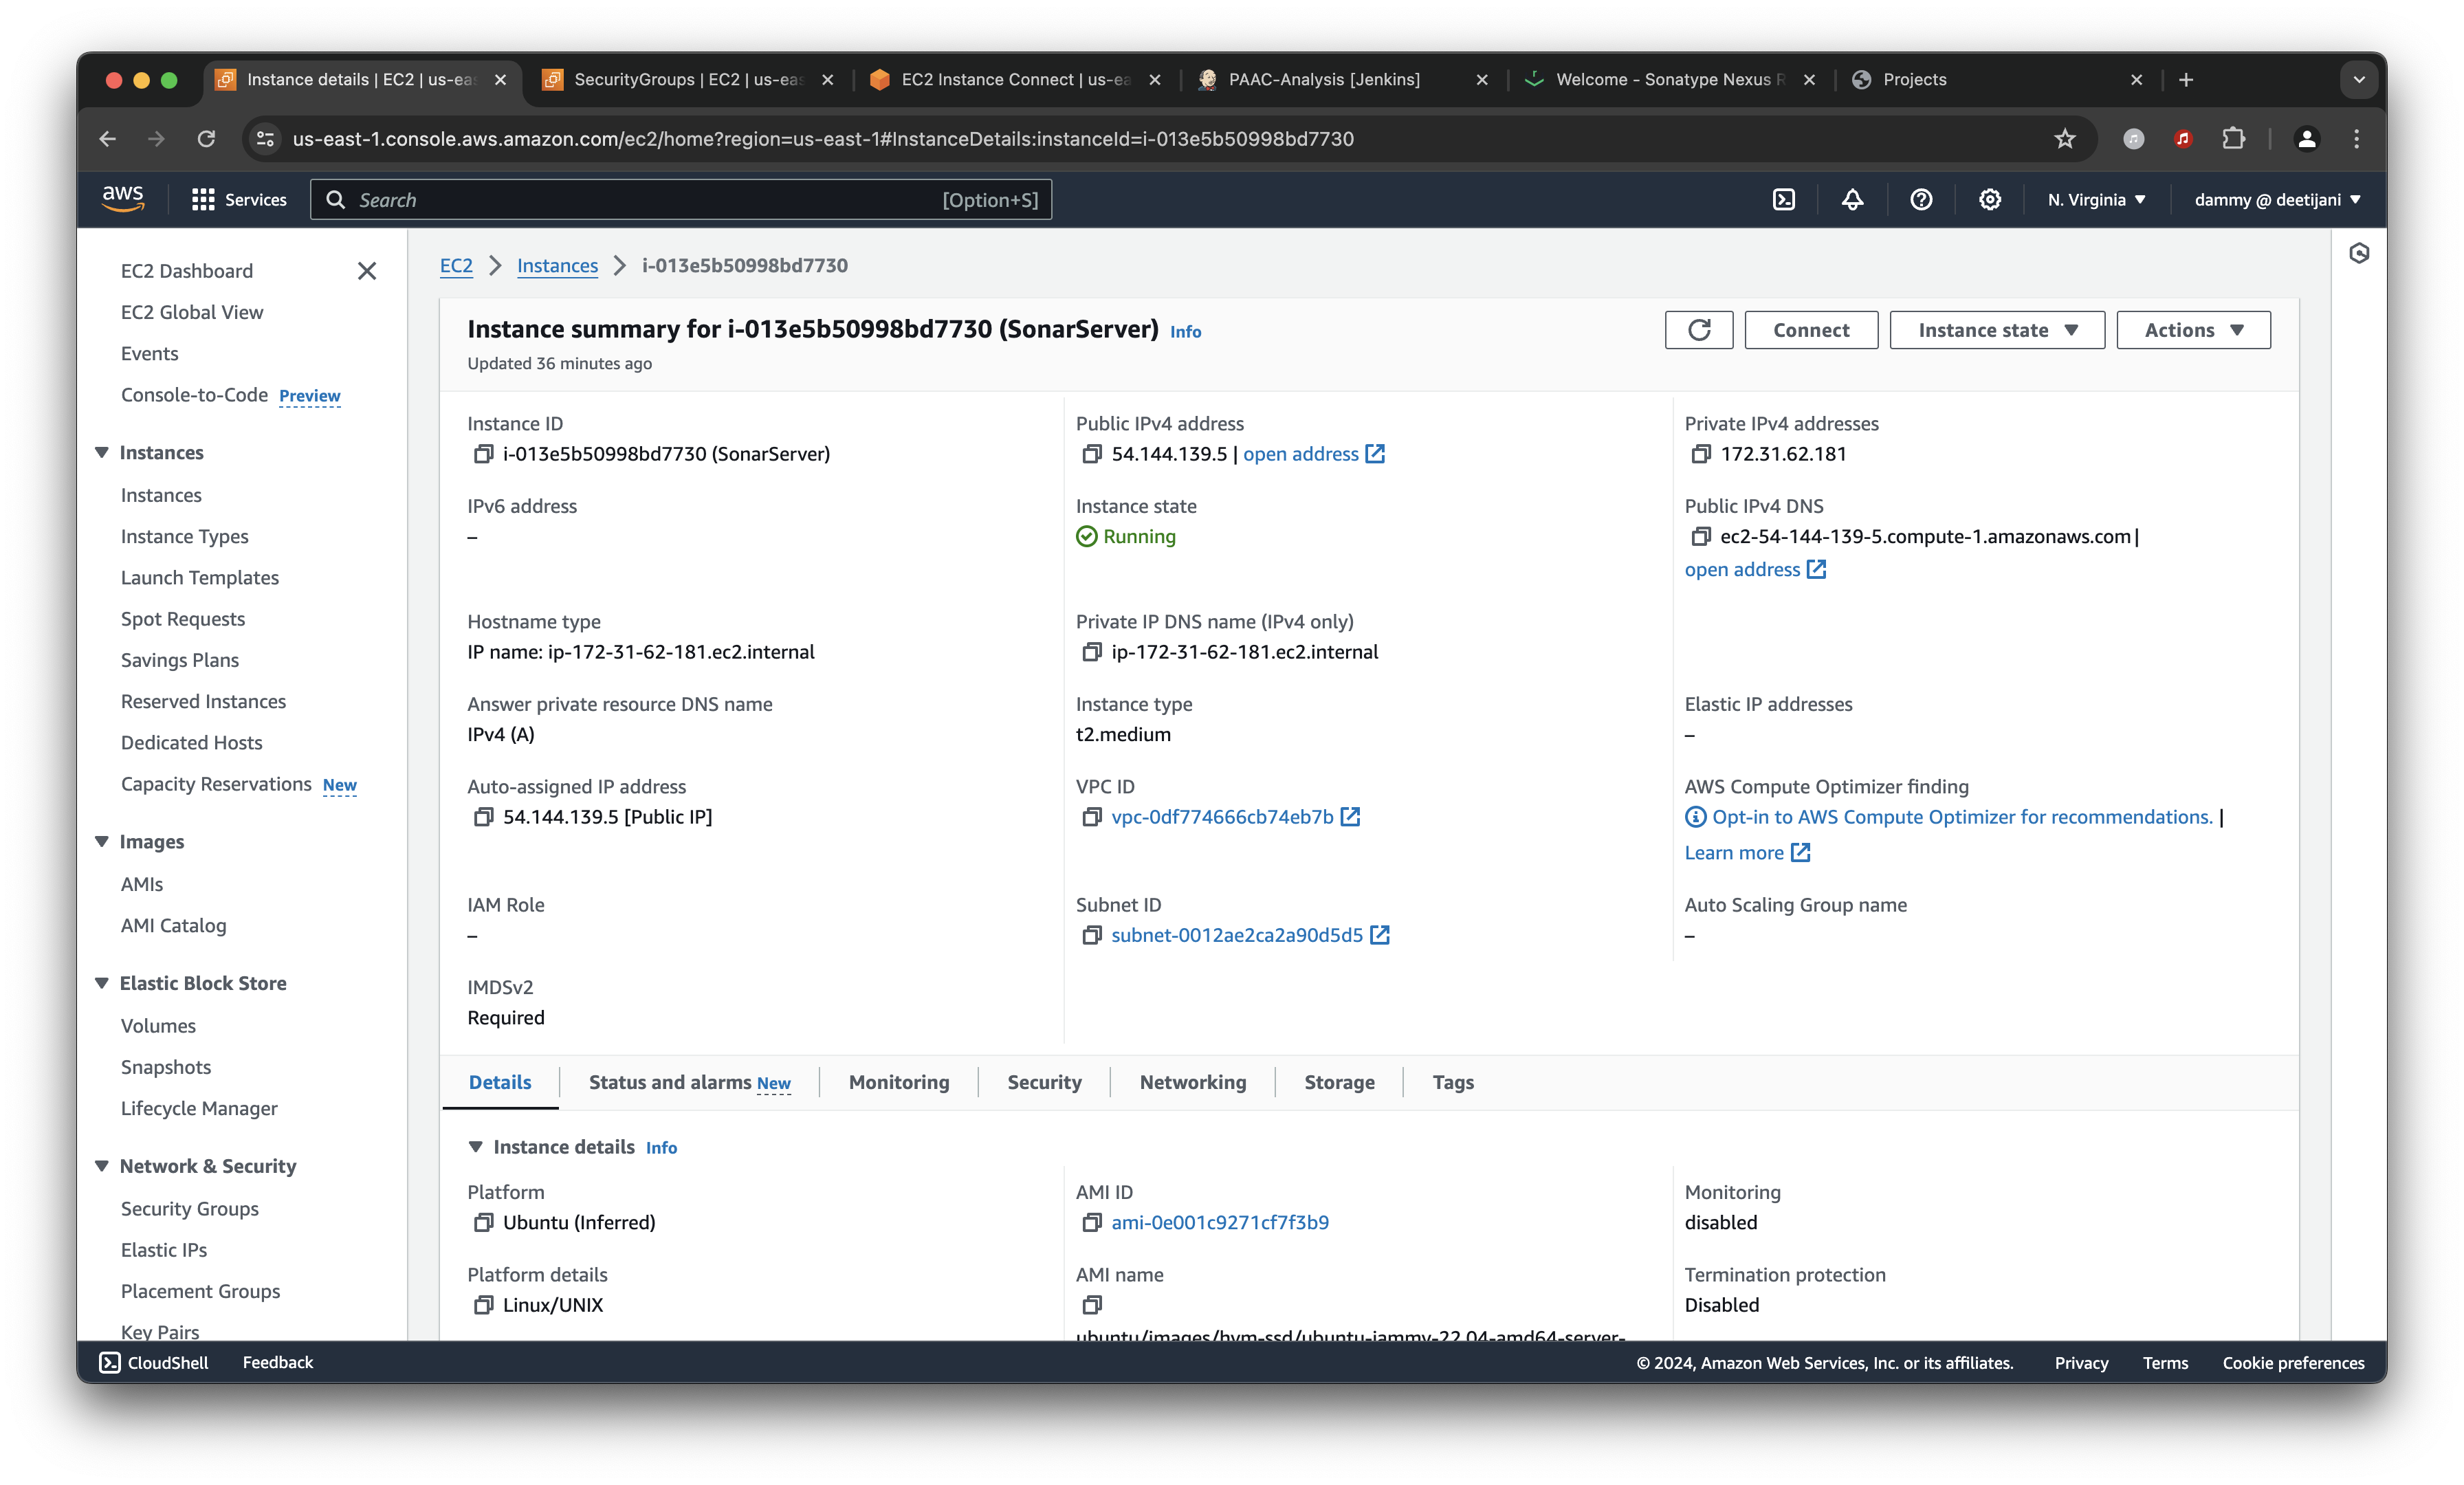 Instance details | EC2 | us-eas
SecurityGroups | EC2 | us-eas
EC2 Instance Connect | us-ea
PAAC-Analysis [Jenkins]
Welcome - Sonatype Nexus R
Projects
us-east-1.console.aws.amazon.com/ec2/home?region=us-east-1#InstanceDetails:instanceId=i-013e5b50998bd7730
aws
Services
Search
[Option+S]
N. Virginia
dammy @ deetijani
EC2 Dashboard
EC2 Global View
Events
Console-to-Code Preview
Instances
Instances
Instance Types
Launch Templates
Spot Requests
Savings Plans
Reserved Instances
Dedicated Hosts
Capacity Reservations New
Images
AMIs
AMI Catalog
Elastic Block Store
Volumes
Snapshots
Lifecycle Manager
Network & Security
Security Groups
Elastic IPs
Placement Groups
Key Pairs
EC2 > Instances > i-013e5b50998bd7730
Instance summary for i-013e5b50998bd7730 (SonarServer) Info
Updated 36 minutes ago
Connect
Instance state
Actions
Instance ID
i-013e5b50998bd7730 (SonarServer)
Public IPv4 address
54.144.139.5 | open address
Private IPv4 addresses
172.31.62.181
IPv6 address
–
Instance state
Running
Public IPv4 DNS
ec2-54-144-139-5.compute-1.amazonaws.com |
open address
Hostname type
IP name: ip-172-31-62-181.ec2.internal
Private IP DNS name (IPv4 only)
ip-172-31-62-181.ec2.internal
Answer private resource DNS name
IPv4 (A)
Instance type
t2.medium
Elastic IP addresses
–
Auto-assigned IP address
54.144.139.5 [Public IP]
VPC ID
vpc-0df774666cb74eb7b
AWS Compute Optimizer finding
Opt-in to AWS Compute Optimizer for recommendations. |
Learn more
IAM Role
–
Subnet ID
subnet-0012ae2ca2a90d5d5
Auto Scaling Group name
–
IMDSv2
Required
Details
Status and alarms New
Monitoring
Security
Networking
Storage
Tags
Instance details Info
Platform
Ubuntu (Inferred)
AMI ID
ami-0e001c9271cf7f3b9
Monitoring
disabled
Platform details
Linux/UNIX
AMI name
ubuntu/images/hvm-ssd/ubuntu-jammy-22.04-amd64-server-
Termination protection
Disabled
CloudShell
Feedback
© 2024, Amazon Web Services, Inc. or its affiliates.
Privacy
Terms
Cookie preferences